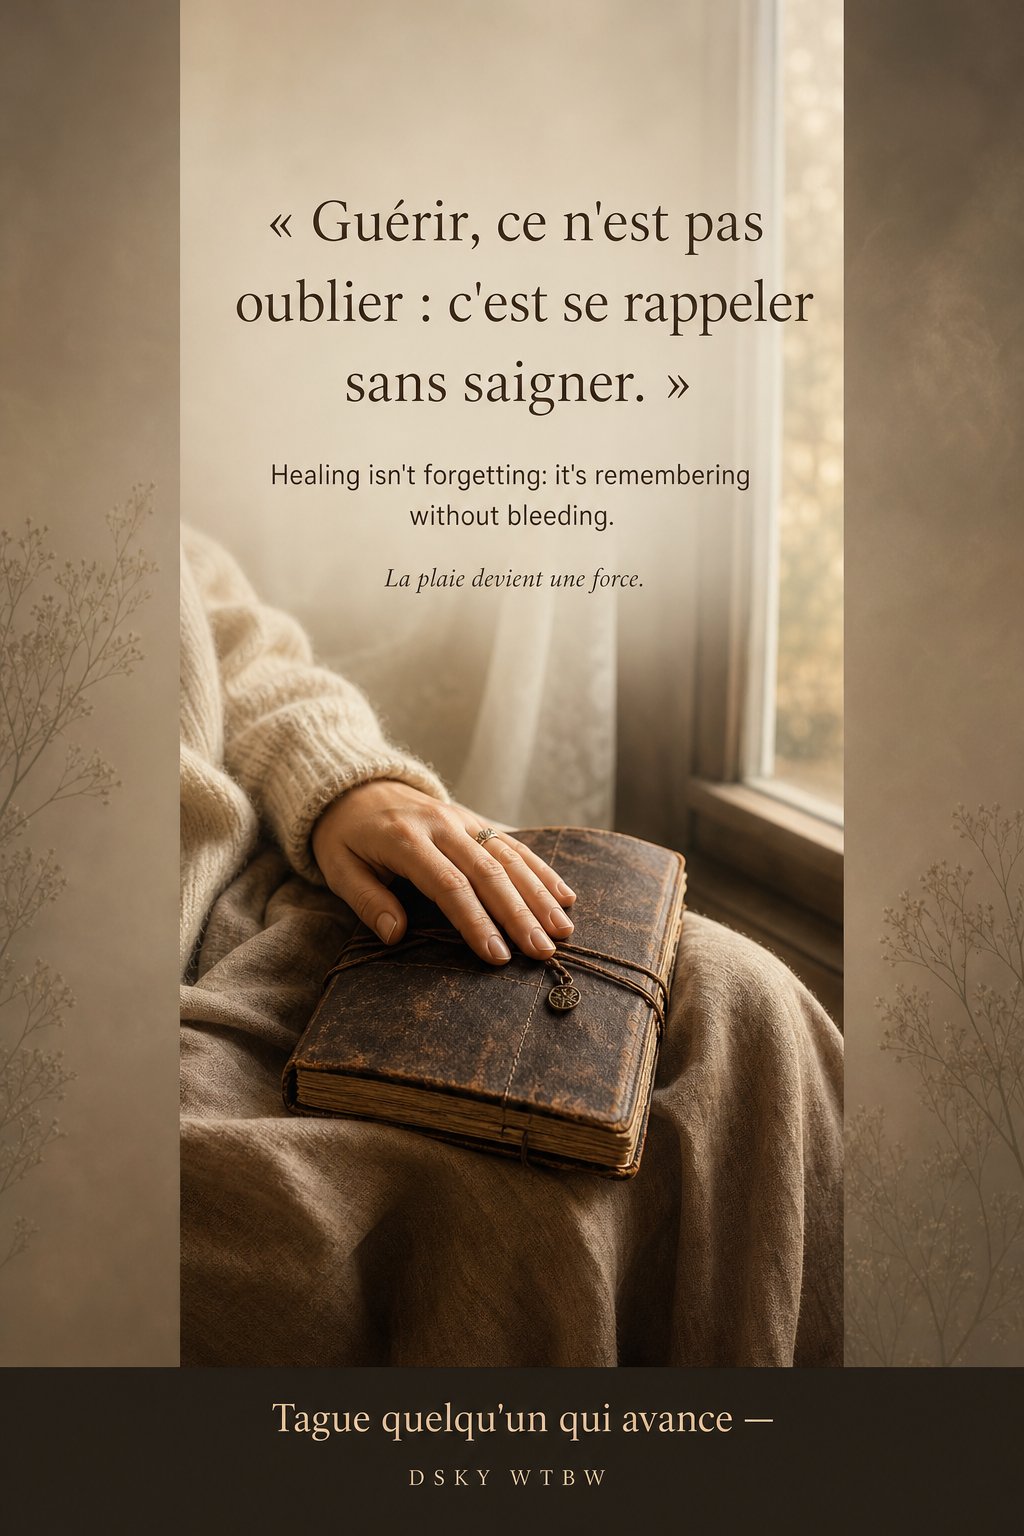 « Guérir, ce n'est pas
oublier : c'est se rappeler
sans saigner. »
Healing isn't forgetting: it's remembering
without bleeding.
La plaie devient une force.
Tague quelqu'un qui avance —
DSKY WTBW